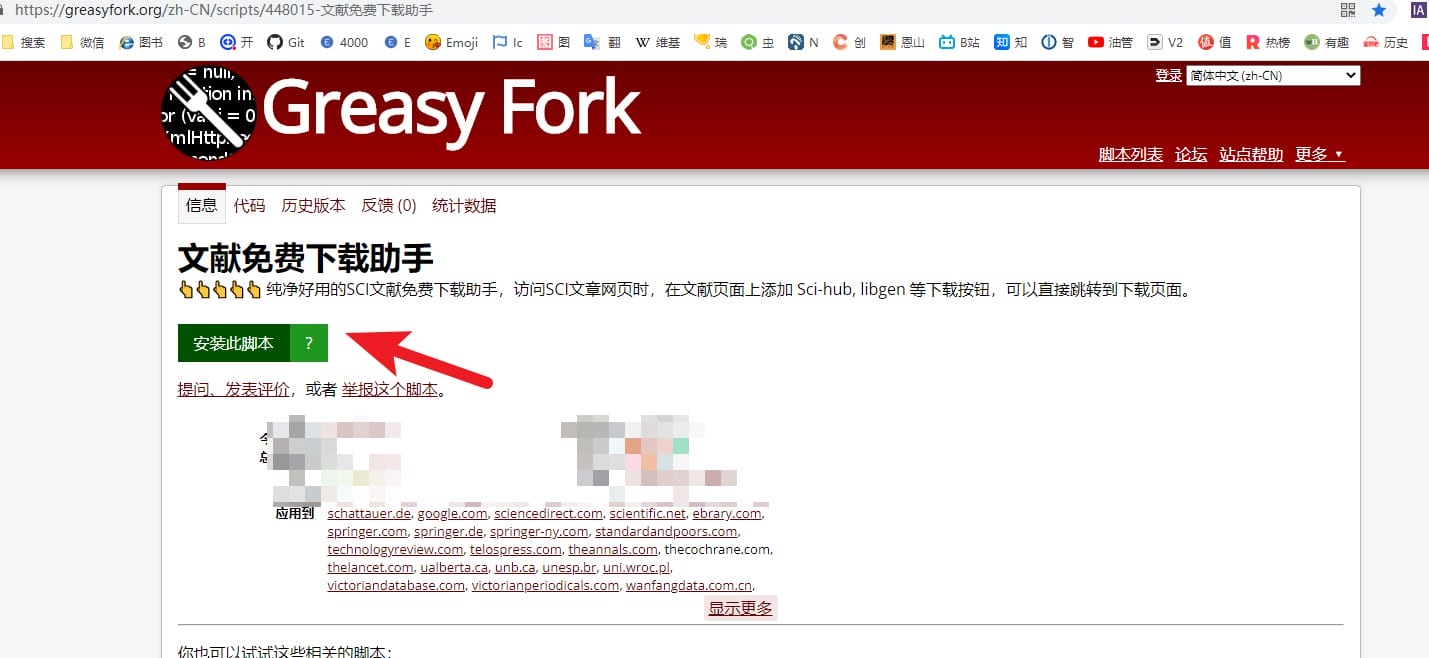 https://greasyfork.org/zh-CN/scripts/448015-文献免费下载助手
IA
搜索 微信 图书 B 开 Git 4000 E Emoji Ic 图 翻 维基 瑞 虫 N 创 恩山 B站 知 智 油管 V2 值 热榜 有趣 历史
= null,
or (va i = 0
Greasy Fork
登录 简体中文 (zh-CN)
脚本列表 论坛 站点帮助 更多 ▼
信息 代码 历史版本 反馈 (0) 统计数据
文献免费下载助手
👆👆👆👆👆 纯净好用的SCI文献免费下载助手，访问SCI文章网页时，在文献页面上添加 Sci-hub, libgen 等下载按钮，可以直接跳转到下载页面。
安装此脚本 ?
提问、发表评价，或者 举报这个脚本。
应用到 schattauer.de, google.com, sciencedirect.com, scientific.net, ebrary.com,
springer.com, springer.de, springer-ny.com, standardandpoors.com,
technologyreview.com, telospress.com, theannals.com, thecochrane.com,
thelancet.com, ualberta.ca, unb.ca, unesp.br, uni.wroc.pl,
victoriandatabase.com, victorianperiodicals.com, wanfangdata.com.cn,
显示更多
你也可以试试这些相关的脚本：